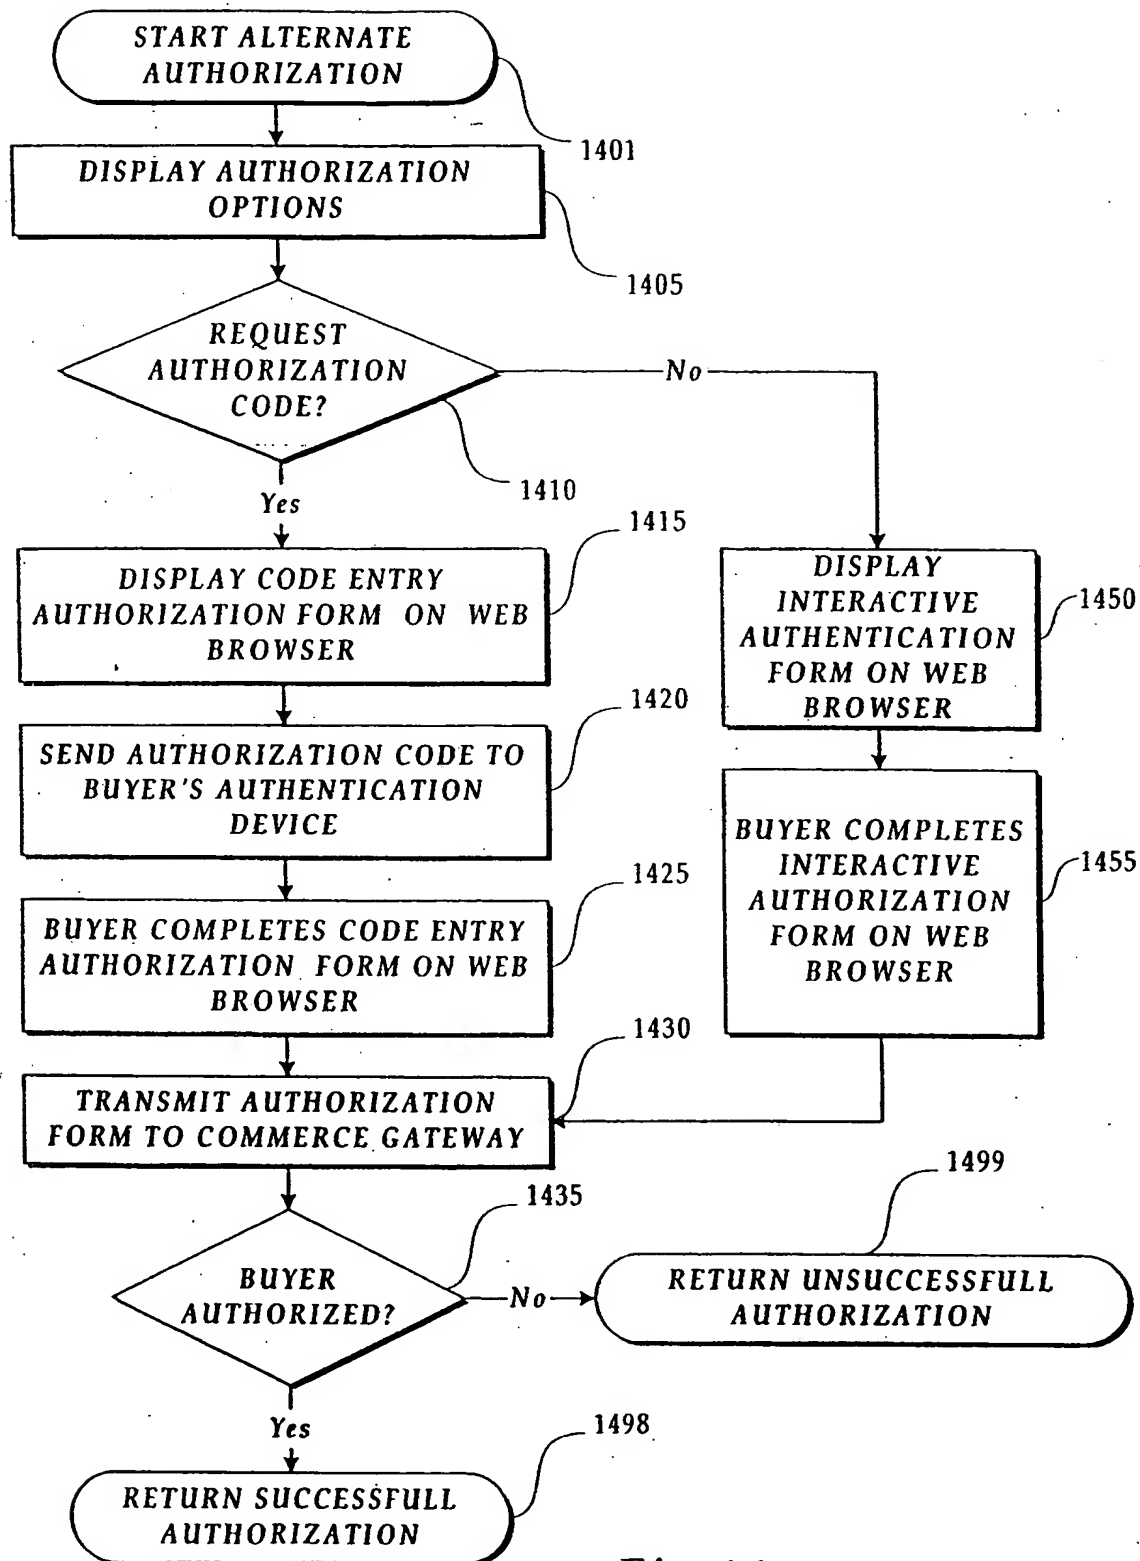 START ALTERNATE
AUTHORIZATION
1401
DISPLAY AUTHORIZATION
OPTIONS
1405
REQUEST
AUTHORIZATION
CODE?
No
1410
Yes
1415
DISPLAY CODE ENTRY
AUTHORIZATION FORM ON WEB
BROWSER
DISPLAY
INTERACTIVE
AUTHENTICATION
FORM ON WEB
BROWSER
1450
1420
SEND AUTHORIZATION CODE TO
BUYER'S AUTHENTICATION
DEVICE
BUYER COMPLETES
INTERACTIVE
AUTHORIZATION
FORM ON WEB
BROWSER
1455
1425
BUYER COMPLETES CODE ENTRY
AUTHORIZATION FORM ON WEB
BROWSER
1430
TRANSMIT AUTHORIZATION
FORM TO COMMERCE GATEWAY
1435
BUYER
AUTHORIZED?
No
1499
RETURN UNSUCCESSFULL
AUTHORIZATION
Yes
1498
RETURN SUCCESSFULL
AUTHORIZATION